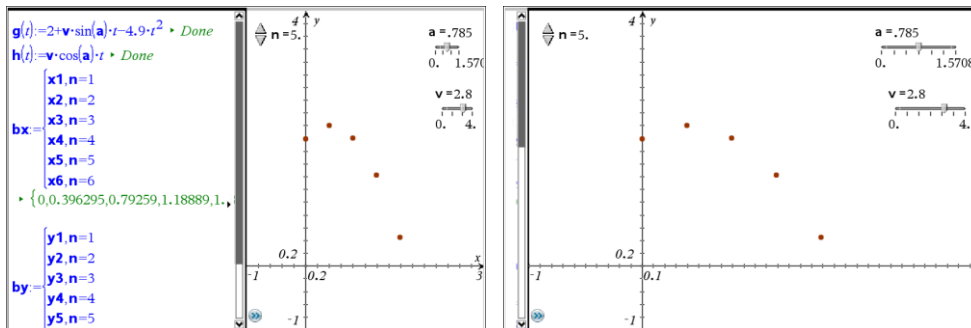 g(t):=2+v·sin(a)·t-4.9·t² ▸ Done
h(t):=v·cos(a)·t ▸ Done
bx:=
x1,n=1
x2,n=2
x3,n=3
x4,n=4
x5,n=5
x6,n=6
▸ {0,0.396295,0.79259,1.18889,1.
by:=
y1,n=1
y2,n=2
y3,n=3
y4,n=4
y5,n=5
4 y
n=5.
a =.785
0. 1.570
v =2.8
0. 4.
0.2
x
-1 0.2 3
-1
4 y
n=5.
a =.785
0. 1.5708
v =2.8
0. 4.
0.2
-1 0.1
-1